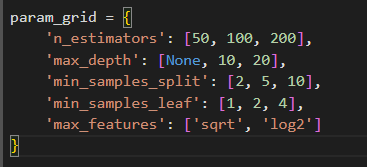 param_grid = {
    'n_estimators': [50, 100, 200],
    'max_depth': [None, 10, 20],
    'min_samples_split': [2, 5, 10],
    'min_samples_leaf': [1, 2, 4],
    'max_features': ['sqrt', 'log2']
}